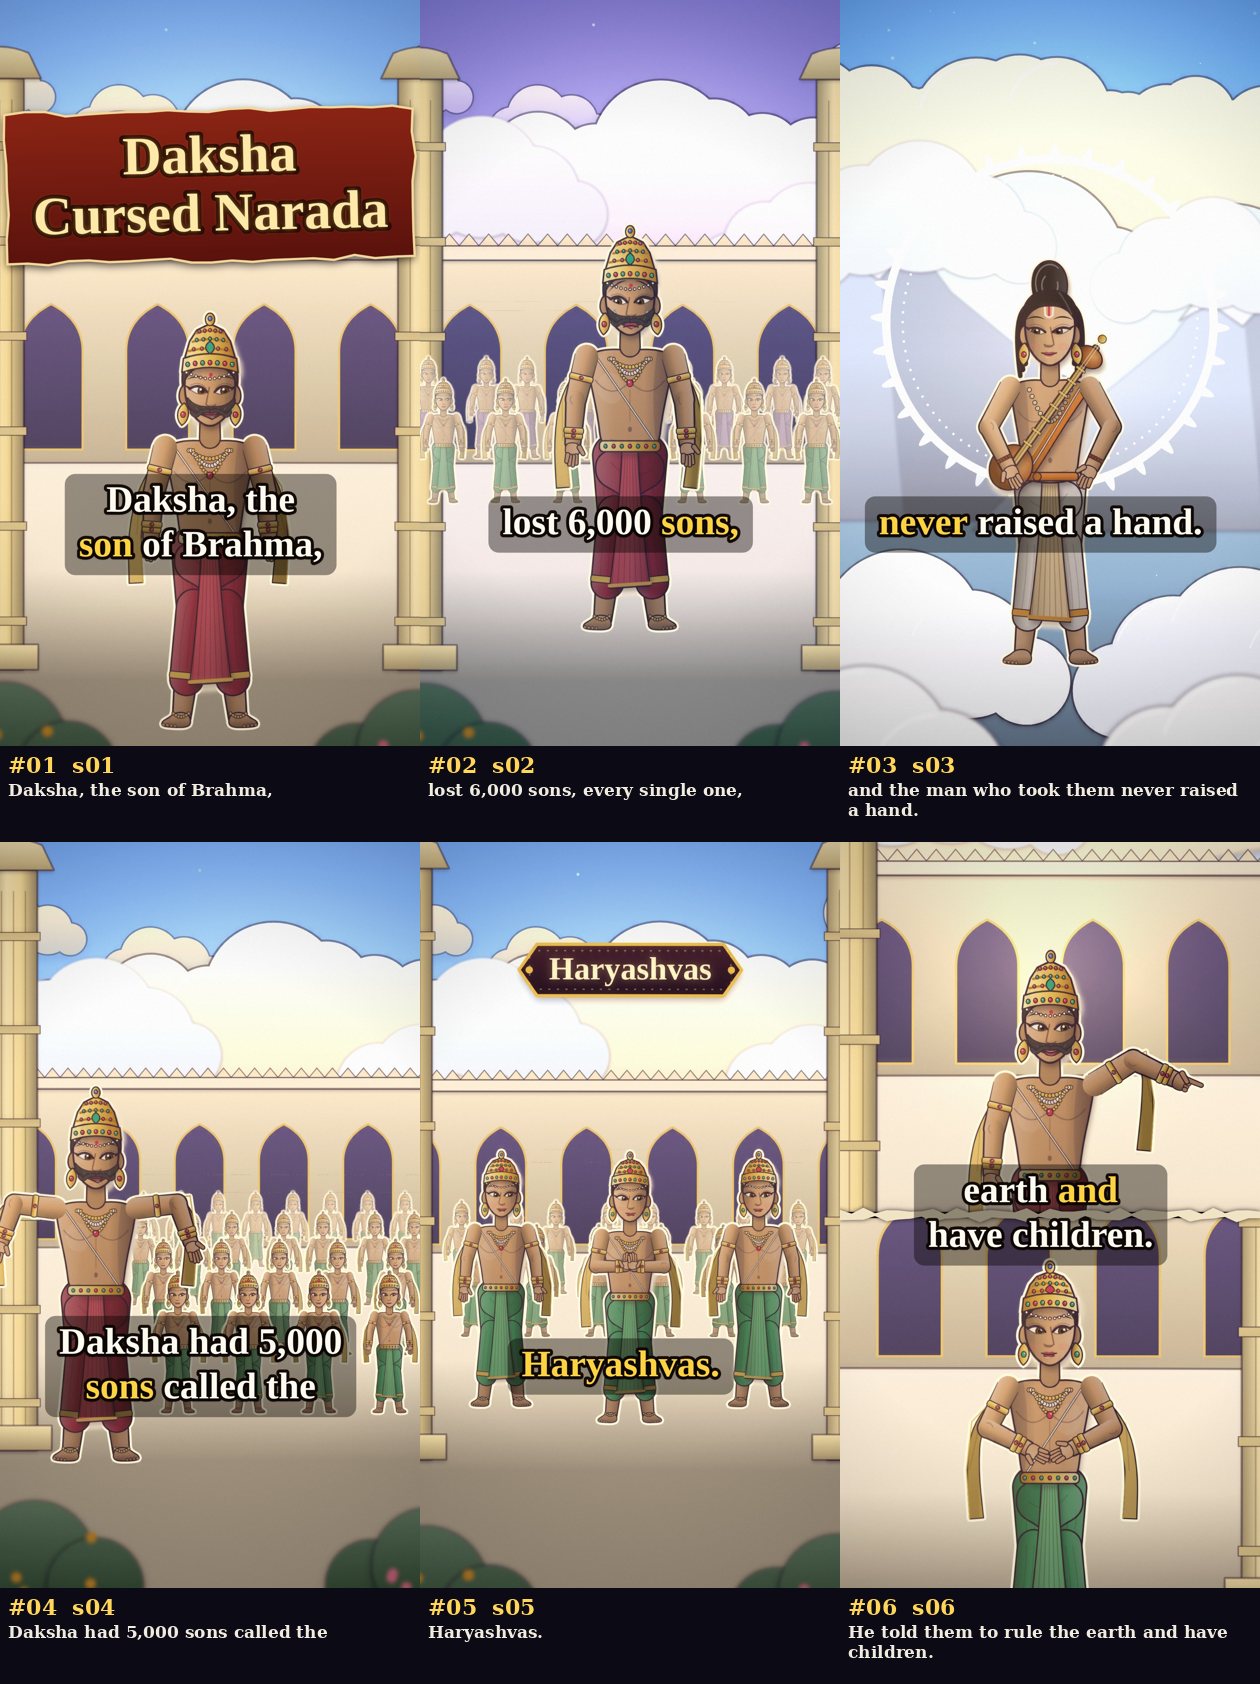 Daksha
Cursed Narada
Daksha, the
son of Brahma,
#01 s01
Daksha, the son of Brahma,
lost 6,000 sons,
#02 s02
lost 6,000 sons, every single one,
never raised a hand.
#03 s03
and the man who took them never raised
a hand.
Daksha had 5,000
sons called the
#04 s04
Daksha had 5,000 sons called the
Haryashvas
Haryashvas.
#05 s05
Haryashvas.
earth and
have children.
#06 s06
He told them to rule the earth and have
children.